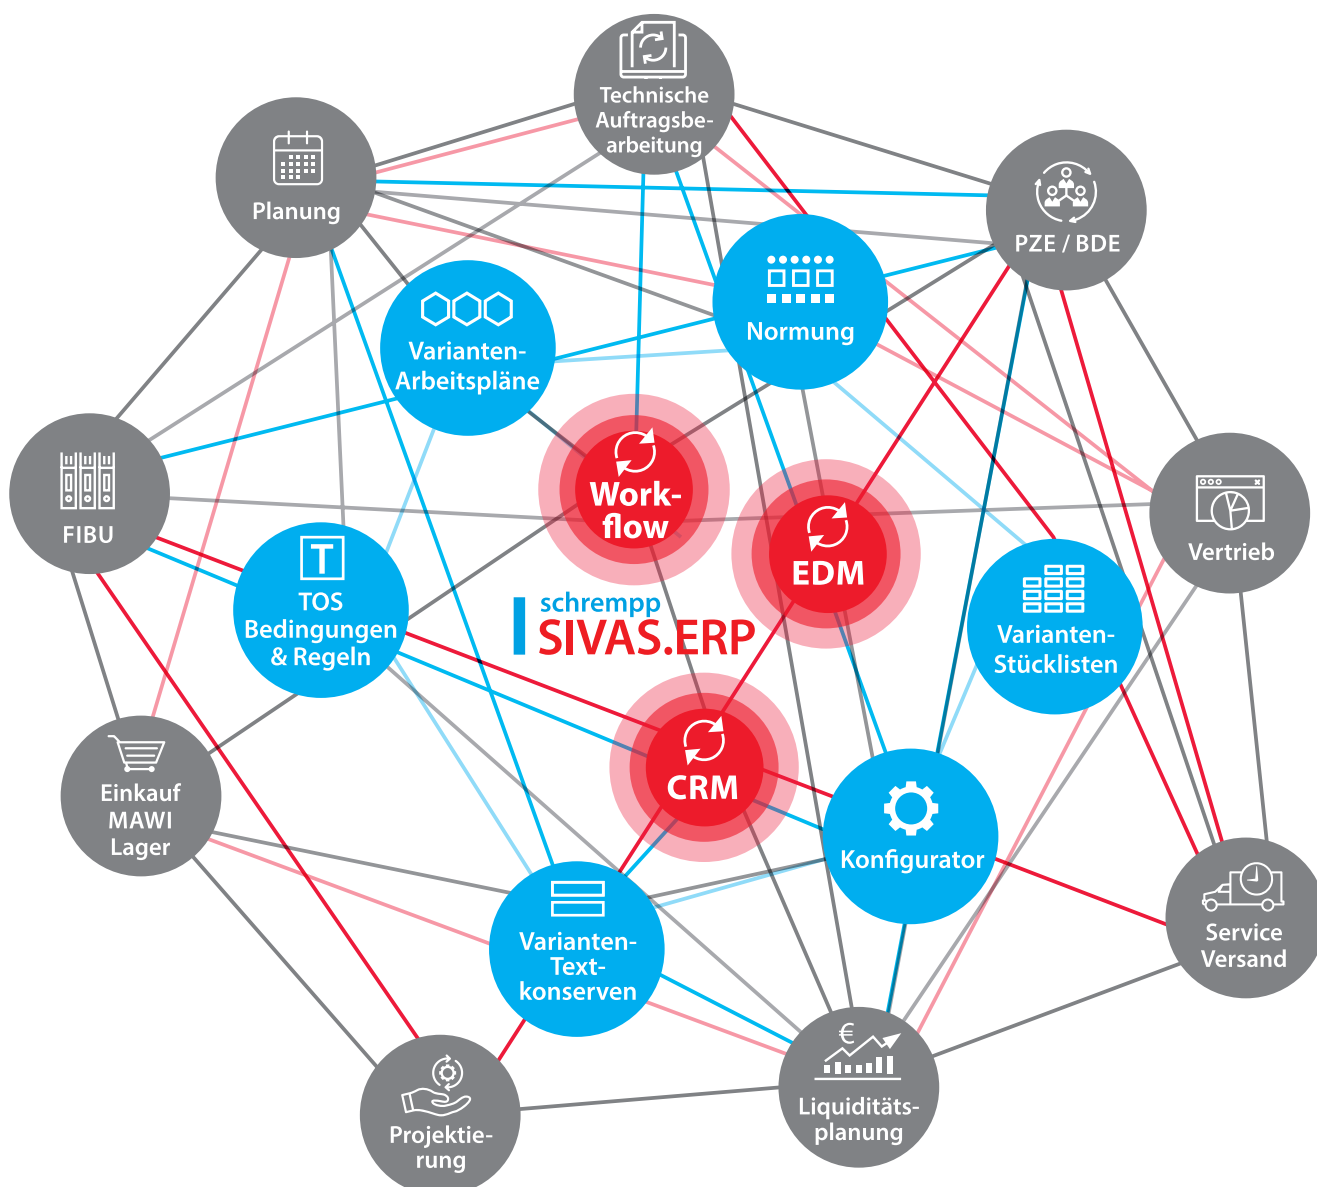 Technische
Auftragsbe-
arbeitung
Planung
PZE / BDE
Normung
Varianten-
Arbeitspläne
Work-
flow
FIBU
Vertrieb
EDM
T
TOS
Bedingungen
& Regeln
schrempp
SIVAS.ERP
Varianten-
Stücklisten
Einkauf
MAWI
Lager
CRM
Konfigurator
Varianten-
Text-
konserven
Service
Versand
€
Liquiditäts-
planung
Projektie-
rung